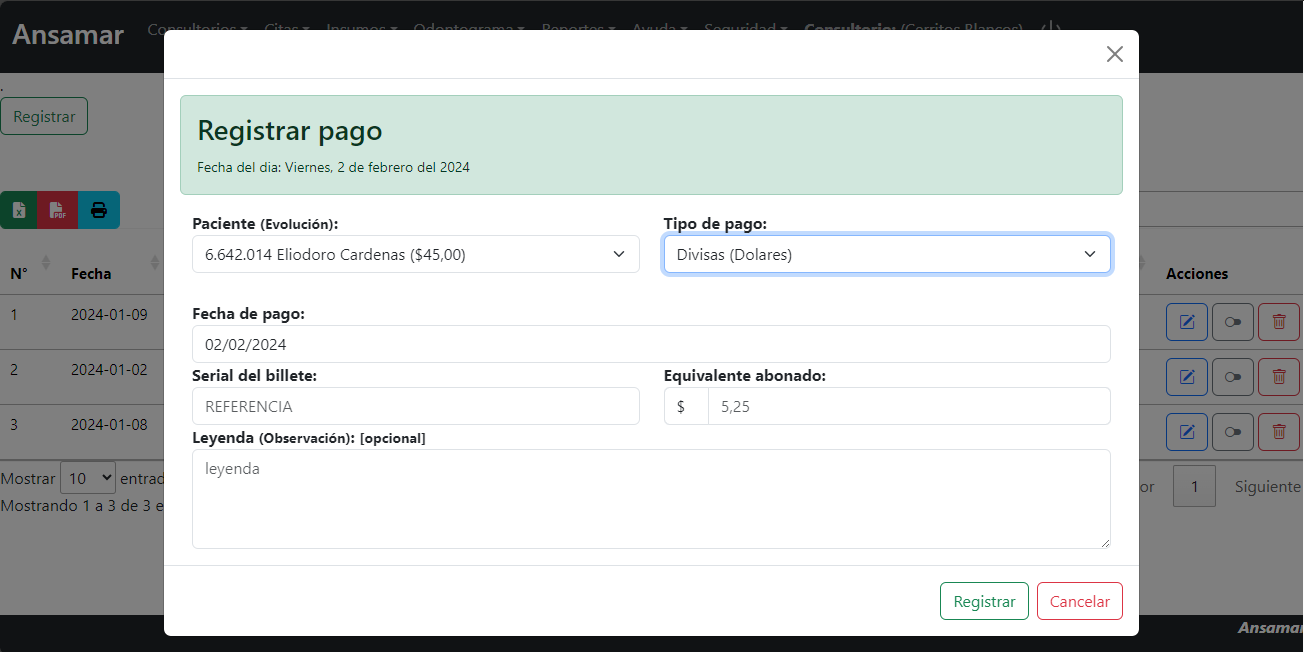 Ansamar
Consultorios Citas Insumos Odontograma Reportes Ayuda Seguridad Consultorio: (Cerritos Blancos)
.
Registrar
Registrar pago
Fecha del dia: Viernes, 2 de febrero del 2024
PDF
Paciente (Evolución):
Tipo de pago:
6.642.014 Eliodoro Cardenas ($45,00)
Divisas (Dolares)
N° Fecha
Acciones
Fecha de pago:
1 2024-01-09
02/02/2024
2 2024-01-02
Serial del billete:
Equivalente abonado:
REFERENCIA
$ 5,25
3 2024-01-08
Leyenda (Observación): [opcional]
leyenda
Mostrar 10 entrad
or 1 Siguiente
Mostrando 1 a 3 de 3 e
Registrar Cancelar
Ansamar